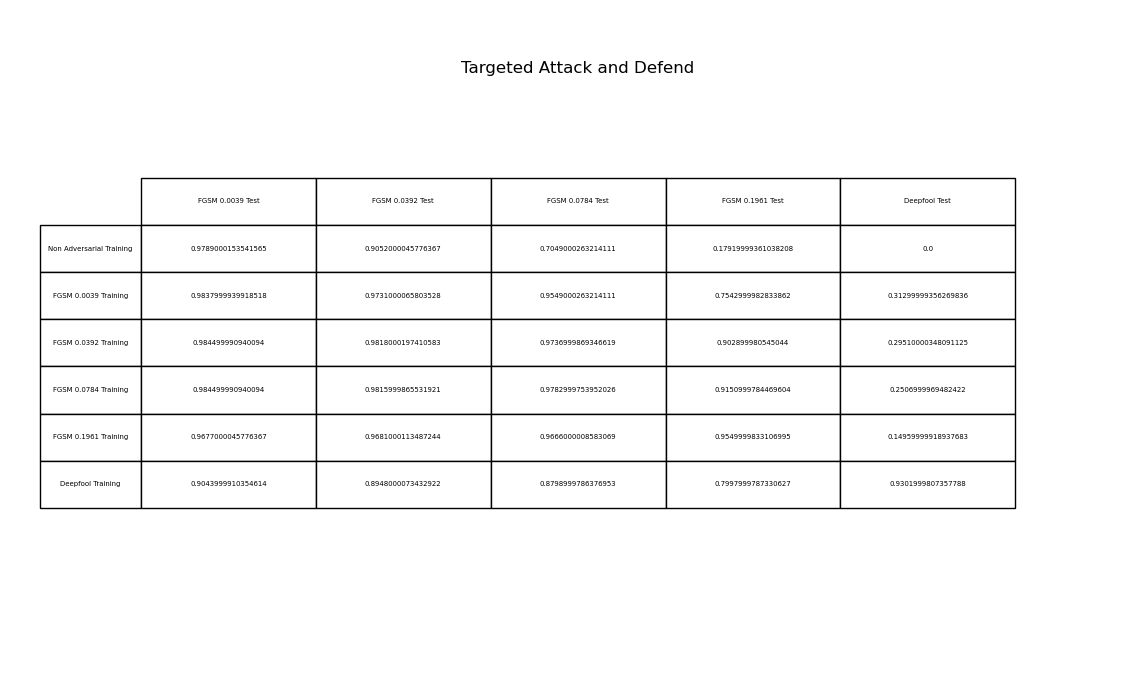 Targeted Attack and Defend
FGSM 0.0039 Test FGSM 0.0392 Test FGSM 0.0784 Test FGSM 0.1961 Test Deepfool Test
Non Adversarial Training 0.9789000153541565 0.9052000045776367 0.7049000263214111 0.17919999361038208 0.0
FGSM 0.0039 Training 0.9837999939918518 0.9731000065803528 0.9549000263214111 0.7542999982833862 0.31299999356269836
FGSM 0.0392 Training 0.984499990940094 0.9818000197410583 0.9736999869346619 0.902899980545044 0.29510000348091125
FGSM 0.0784 Training 0.984499990940094 0.9815999865531921 0.9782999753952026 0.9150999784469604 0.2506999969482422
FGSM 0.1961 Training 0.9677000045776367 0.9681000113487244 0.9666000008583069 0.9549999833106995 0.14959999918937683
Deepfool Training 0.9043999910354614 0.8948000073432922 0.8798999786376953 0.7997999787330627 0.9301999807357788